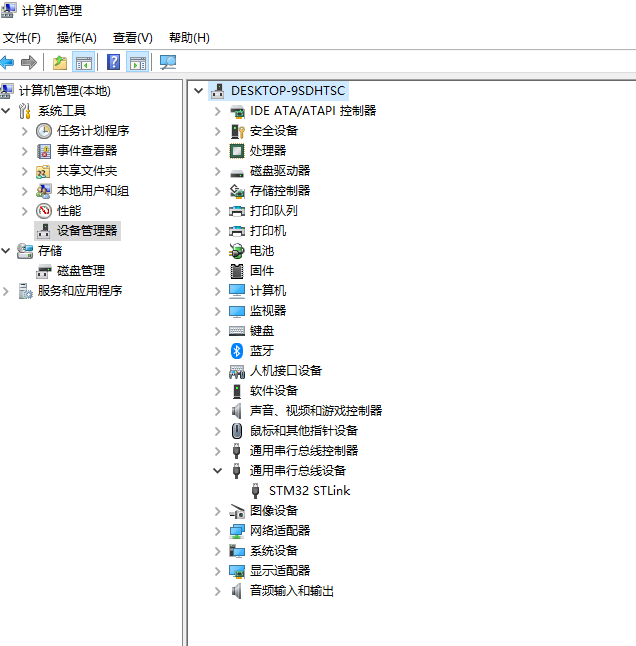 计算机管理
文件(F) 操作(A) 查看(V) 帮助(H)
计算机管理(本地)
系统工具
任务计划程序
事件查看器
共享文件夹
本地用户和组
性能
设备管理器
存储
磁盘管理
服务和应用程序
DESKTOP-9SDHTSC
IDE ATA/ATAPI 控制器
安全设备
处理器
磁盘驱动器
存储控制器
打印队列
打印机
电池
固件
计算机
监视器
键盘
蓝牙
人机接口设备
软件设备
声音、视频和游戏控制器
鼠标和其他指针设备
通用串行总线控制器
通用串行总线设备
STM32 STLink
图像设备
网络适配器
系统设备
显示适配器
音频输入和输出